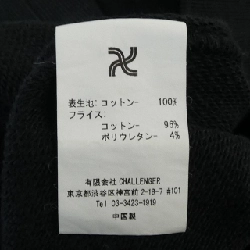 表生地: コットン- 100%
フライス:
コットン- 96%
ポリウレタン- 4%
有限会社 CHALLENGER
東京都渋谷区神宮前 2-18-7 #101
Tel 03-3423-1919
中国製